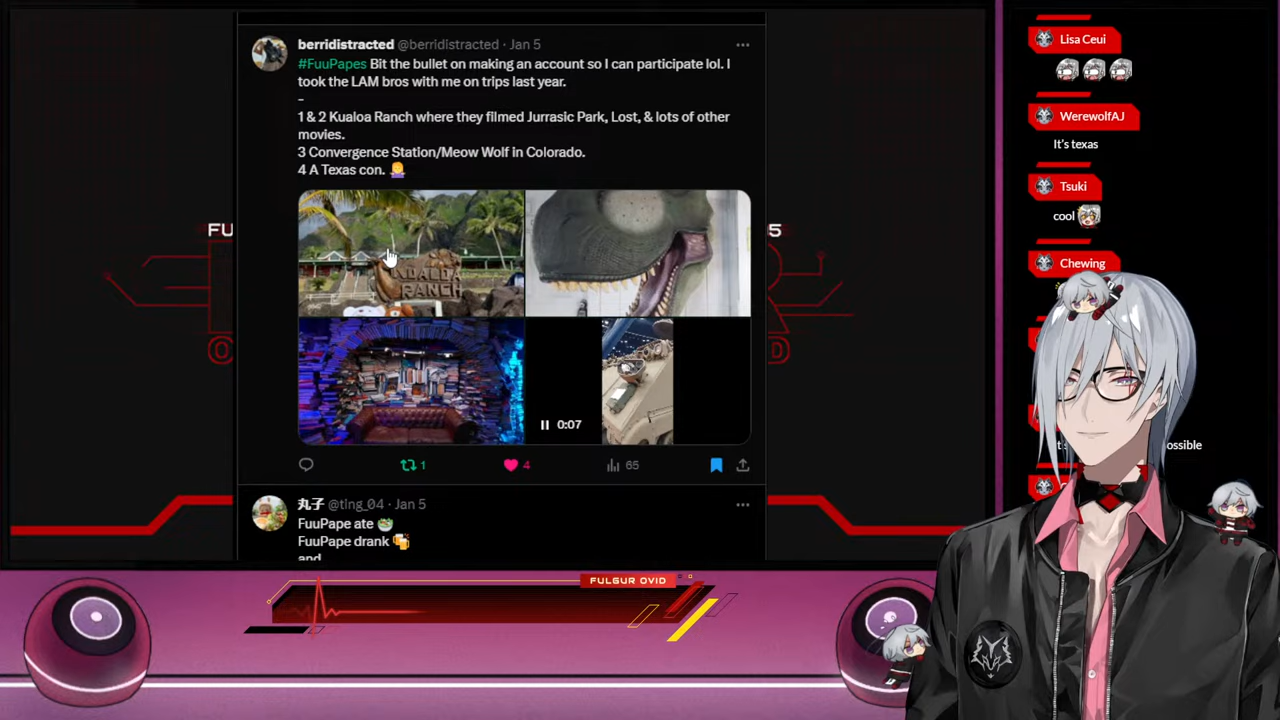 berridistracted @berridistracted · Jan 5
#FuuPapes Bit the bullet on making an account so I can participate lol. I
took the LAM bros with me on trips last year.
-
1 & 2 Kualoa Ranch where they filmed Jurrasic Park, Lost, & lots of other
movies.
3 Convergence Station/Meow Wolf in Colorado.
4 A Texas con.
KUALOA
RANCH
0:07
1
4
65
丸子 @ting_04 · Jan 5
FuuPape ate
FuuPape drank
and
FU
5
O
D
FULGUR OVID
Lisa Ceui
WerewolfAJ
It's texas
Tsuki
cool
Chewing
ossible